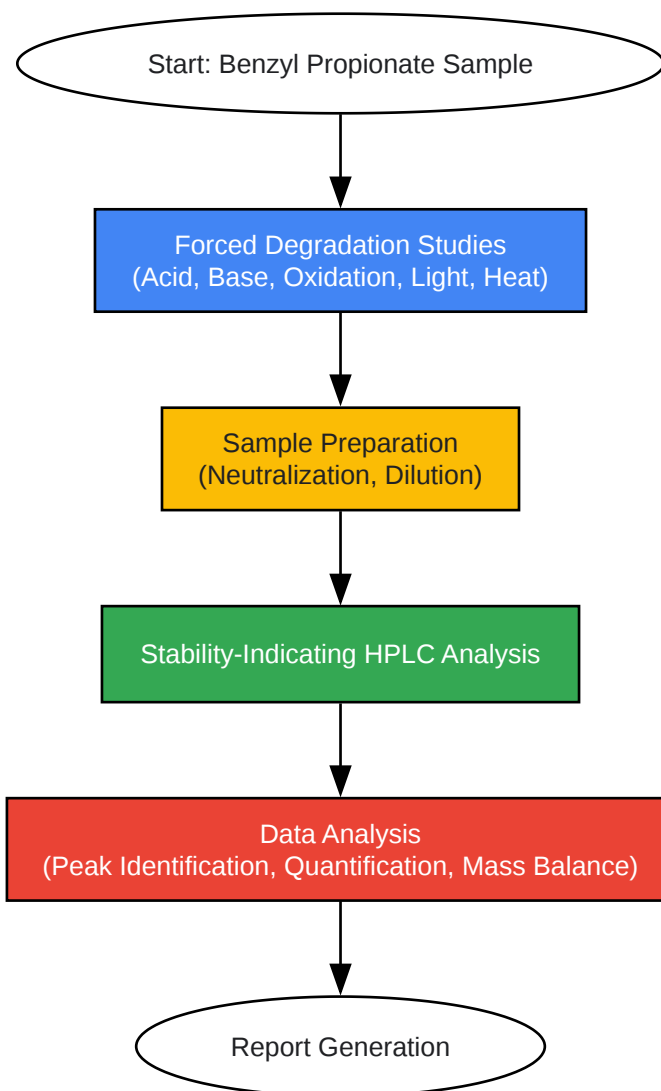 Start: Benzyl Propionate Sample
Forced Degradation Studies
(Acid, Base, Oxidation, Light, Heat)
Sample Preparation
(Neutralization, Dilution)
Stability-Indicating HPLC Analysis
Data Analysis
(Peak Identification, Quantification, Mass Balance)
Report Generation